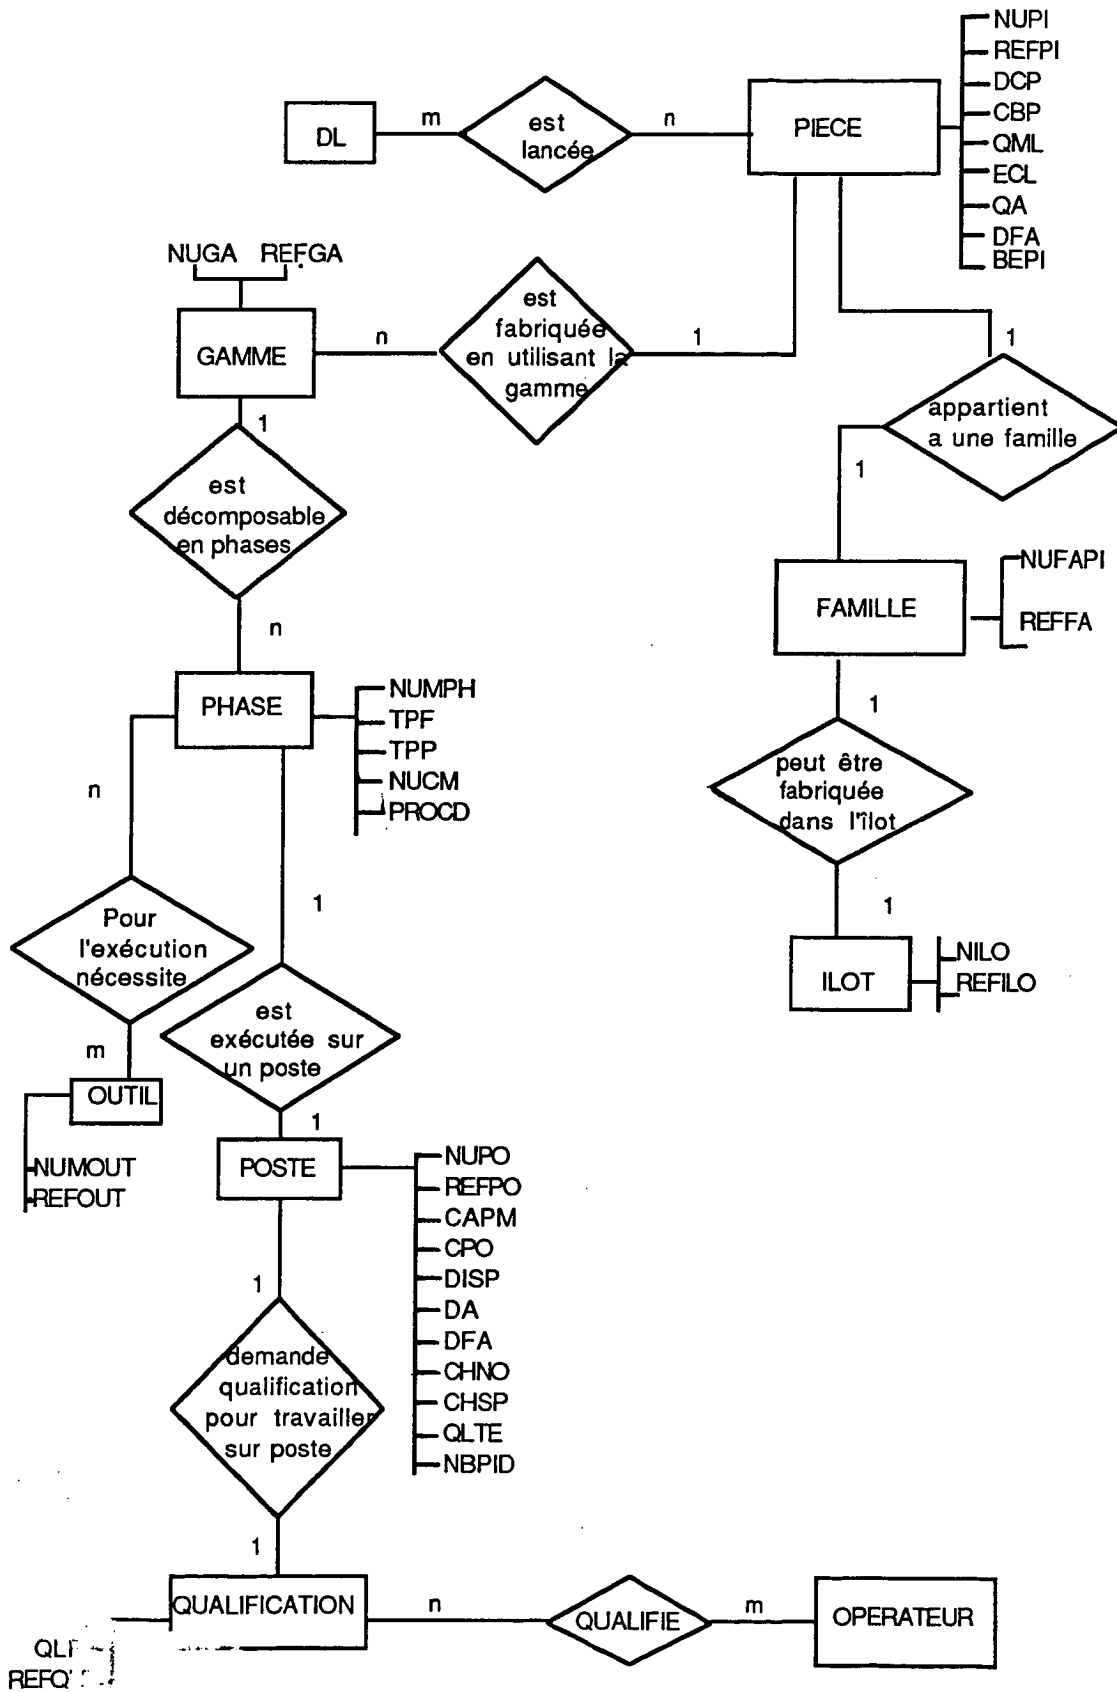 NUPI
REFPI
DCP
CBP
QML
ECL
QA
DFA
BEPI
DL
m
est
lancée
n
PIECE
NUGA REFGA
GAMME
n
est
fabriquée
en utilisant la
gamme
1
1
appartient
a une famille
1
1
est
décomposable
en phases
n
FAMILLE
NUFAPI
REFFA
PHASE
NUMPH
TPF
TPP
NUCM
PROCD
1
peut être
fabriquée
dans l'îlot
1
n
1
Pour
l'exécution
nécessite
ILOT
NILO
REFILO
m
est
exécutée sur
un poste
OUTIL
1
NUMOUT
REFOUT
POSTE
NUPO
REFPO
CAPM
CPO
DISP
DA
DFA
CHNO
CHSP
QLTE
NBPID
1
demande
qualification
pour travailler
sur poste
1
QUALIFICATION
n
QUALIFIE
m
OPERATEUR